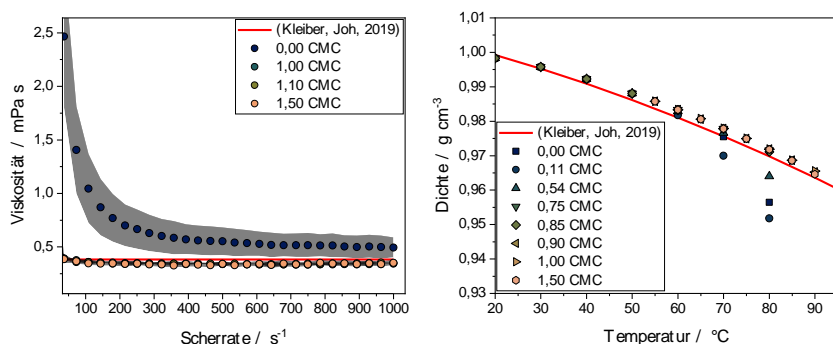 2,5
2,0
1,5
1,0
0,5
0,0
Viskosität / mPa s
100 200 300 400 500 600 700 800 900 1000
Scherrate / s⁻¹
(Kleiber, Joh, 2019)
0,00 CMC
1,00 CMC
1,10 CMC
1,50 CMC
1,01
1,00
0,99
0,98
0,97
0,96
0,95
0,94
0,93
Dichte / g cm⁻³
20 30 40 50 60 70 80 90
Temperatur / °C
(Kleiber, Joh, 2019)
0,00 CMC
0,11 CMC
0,54 CMC
0,75 CMC
0,85 CMC
0,90 CMC
1,00 CMC
1,50 CMC